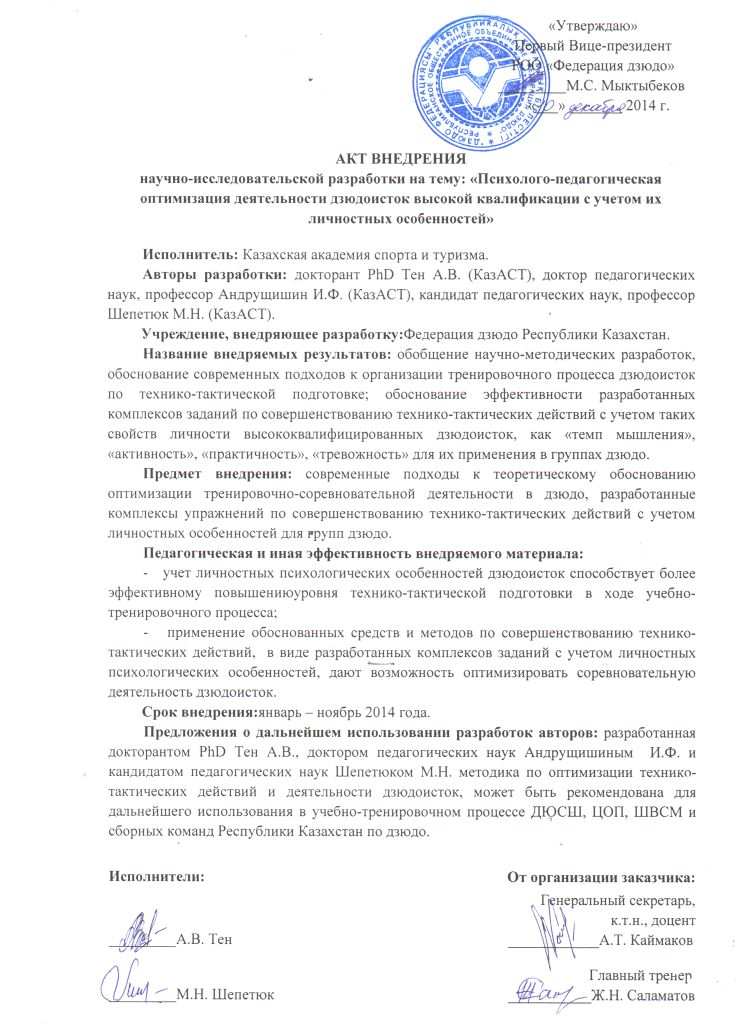 «Утверждаю»
Первый Вице-президент
РОО «Федерация дзюдо»
_________М.С. Мыктыбеков
» декабря 2014 г.
АКТ ВНЕДРЕНИЯ
научно-исследовательской разработки на тему: «Психолого-педагогическая
оптимизация деятельности дзюдоисток высокой квалификации с учетом их
личностных особенностей»
Исполнитель: Казахская академия спорта и туризма.
Авторы разработки: докторант PhD Тен А.В. (КазАСТ), доктор педагогических
наук, профессор Андрущишин И.Ф. (КазАСТ), кандидат педагогических наук, профессор
Шепетюк М.Н. (КазАСТ).
Учреждение, внедряющее разработку:Федерация дзюдо Республики Казахстан.
Название внедряемых результатов: обобщение научно-методических разработок,
обоснование современных подходов к организации тренировочного процесса дзюдоисток
по технико-тактической подготовке; обоснование эффективности разработанных
комплексов заданий по совершенствованию технико-тактических действий с учетом таких
свойств личности высококвалифицированных дзюдоисток, как «темп мышления»,
«активность», «практичность», «тревожность» для их применения в группах дзюдо.
Предмет внедрения: современные подходы к теоретическому обоснованию
оптимизации тренировочно-соревновательной деятельности в дзюдо, разработанные
комплексы упражнений по совершенствованию технико-тактических действий с учетом
личностных особенностей для групп дзюдо.
Педагогическая и иная эффективность внедряемого материала:
- учет личностных психологических особенностей дзюдоисток способствует более
эффективному повышениюуровня технико-тактической подготовки в ходе учебно-
тренировочного процесса;
- применение обоснованных средств и методов по совершенствованию технико-
тактических действий, в виде разработанных комплексов заданий с учетом личностных
психологических особенностей, дают возможность оптимизировать соревновательную
деятельность дзюдоисток.
Срок внедрения:январь – ноябрь 2014 года.
Предложения о дальнейшем использовании разработок авторов: разработанная
докторантом PhD Тен А.В., доктором педагогических наук Андрущишиным И.Ф. и
кандидатом педагогических наук Шепетюком М.Н. методика по оптимизации технико-
тактических действий и деятельности дзюдоисток, может быть рекомендована для
дальнейшего использования в учебно-тренировочном процессе ДЮСШ, ЦОП, ШВСМ и
сборных команд Республики Казахстан по дзюдо.
Исполнители: От организации заказчика:
Генеральный секретарь,
к.т.н., доцент
_________А.В. Тен ____________А.Т. Каймаков
Главный тренер
_________М.Н. Шепетюк ___________Ж.Н. Саламатов